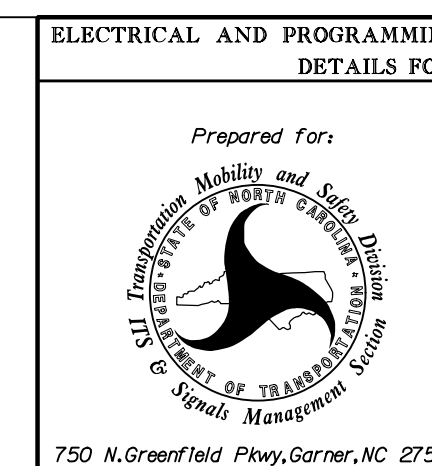 ELECTRICAL AND PROGRAMMI
DETAILS FO
Prepared for:
Transportation Mobility and Safety Division
STATE OF NORTH CAROLINA
DEPARTMENT OF TRANSPORTATION
ITS & Signals Management Section
750 N.Greenfield Pkwy,Garner,NC 275